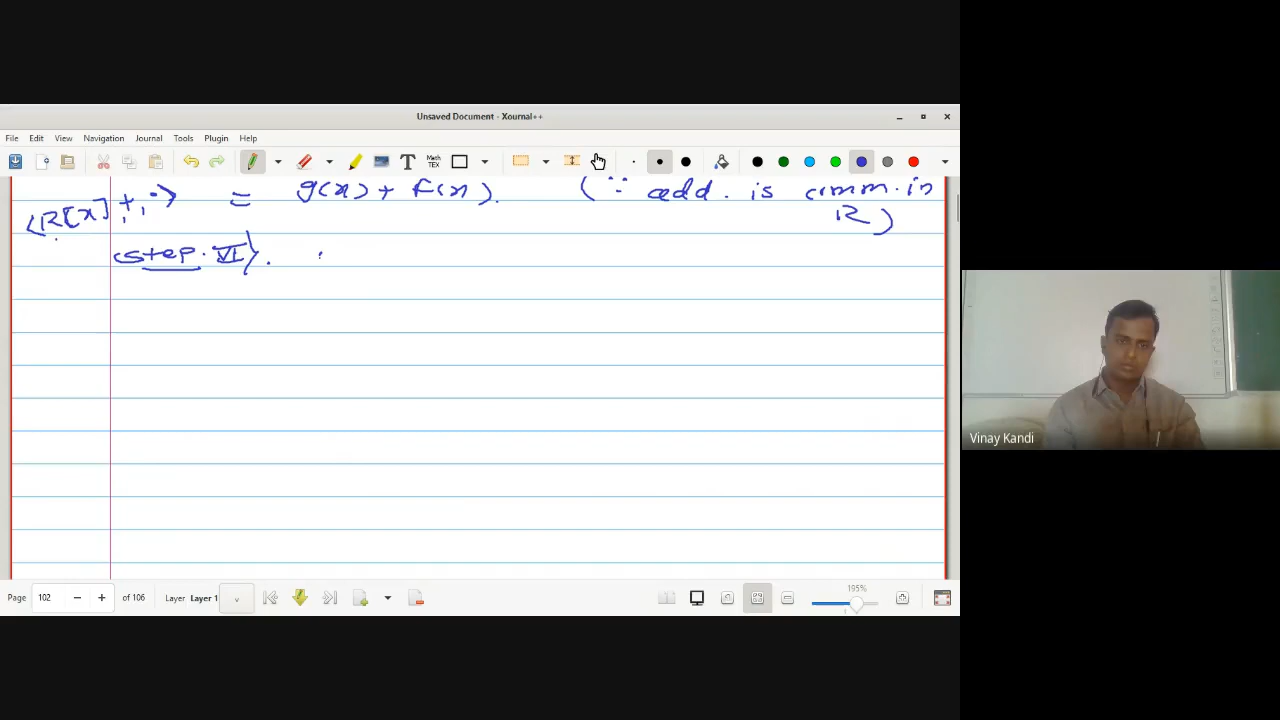 Unsaved Document - Xournal++
File Edit View Navigation Journal Tools Plugin Help
= g(x) + f(x). (∵ add. is comm. in R)
⟨R[x], +, ·⟩
(step. VI).
Vinay Kandi
Page 102 of 106 Layer Layer 1
195%